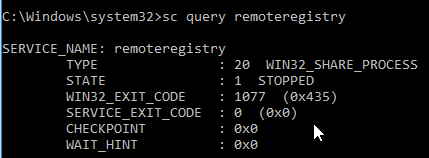 C:\Windows\system32>sc query remoteregistry
SERVICE_NAME: remoteregistry
TYPE : 20 WIN32_SHARE_PROCESS
STATE : 1 STOPPED
WIN32_EXIT_CODE : 1077 (0x435)
SERVICE_EXIT_CODE : 0 (0x0)
CHECKPOINT : 0x0
WAIT_HINT : 0x0